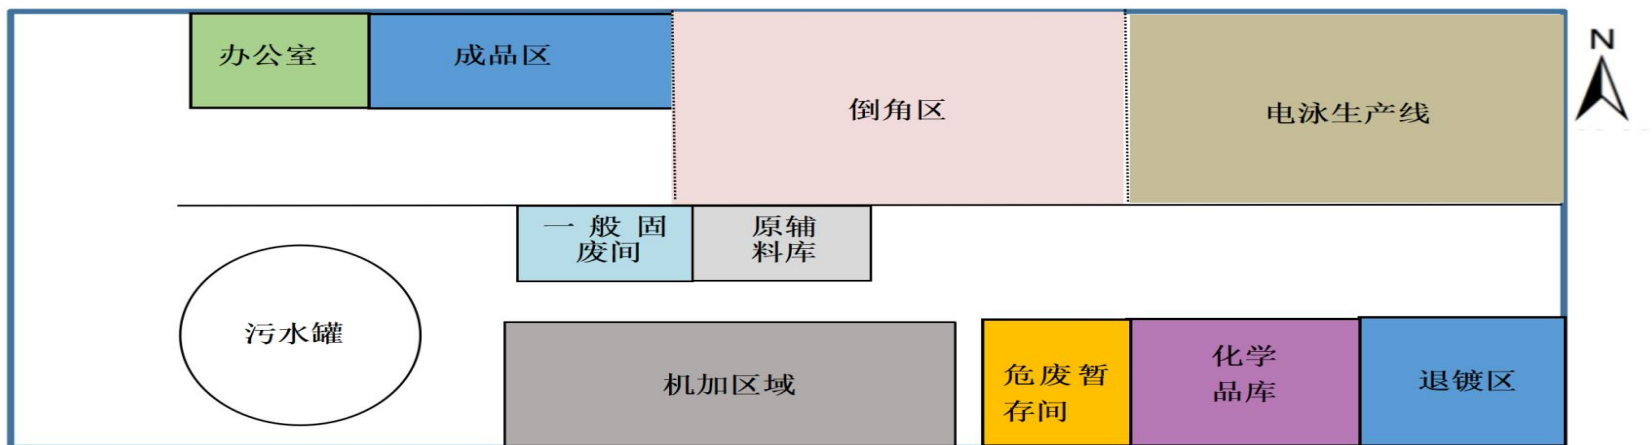 办公室
成品区
倒角区
电泳生产线
N
一般固
废间
原辅
料库
污水罐
机加区域
危废暂
存间
化学
品库
退镀区